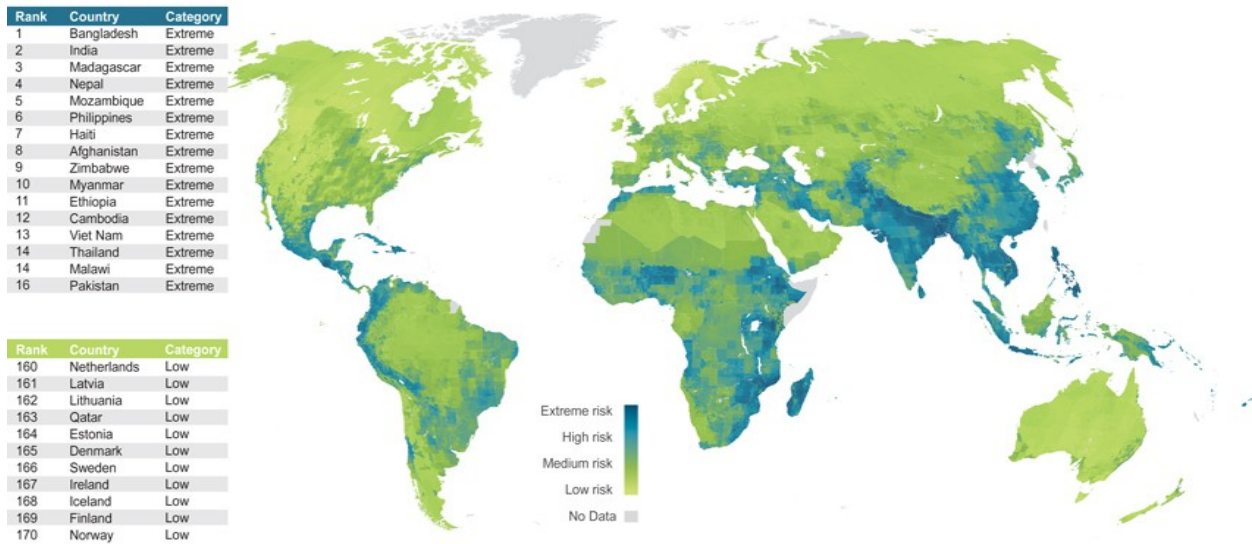 Rank Country Category
1 Bangladesh Extreme
2 India Extreme
3 Madagascar Extreme
4 Nepal Extreme
5 Mozambique Extreme
6 Philippines Extreme
7 Haiti Extreme
8 Afghanistan Extreme
9 Zimbabwe Extreme
10 Myanmar Extreme
11 Ethiopia Extreme
12 Cambodia Extreme
13 Viet Nam Extreme
14 Thailand Extreme
14 Malawi Extreme
16 Pakistan Extreme
Rank Country Category
160 Netherlands Low
161 Latvia Low
162 Lithuania Low
163 Qatar Low
164 Estonia Low
165 Denmark Low
166 Sweden Low
167 Ireland Low
168 Iceland Low
169 Finland Low
170 Norway Low
Extreme risk
High risk
Medium risk
Low risk
No Data